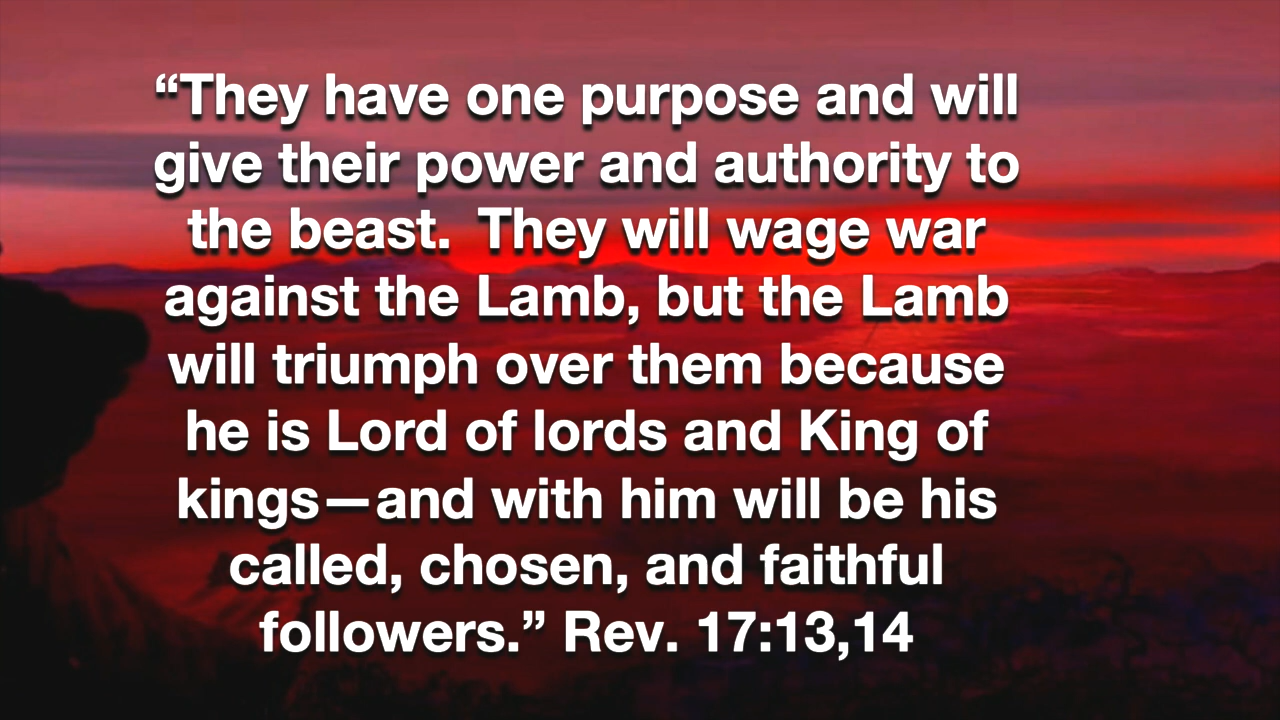 “They have one purpose and will
give their power and authority to
the beast.  They will wage war
against the Lamb, but the Lamb
will triumph over them because
he is Lord of lords and King of
kings—and with him will be his
called, chosen, and faithful
followers.” Rev. 17:13,14